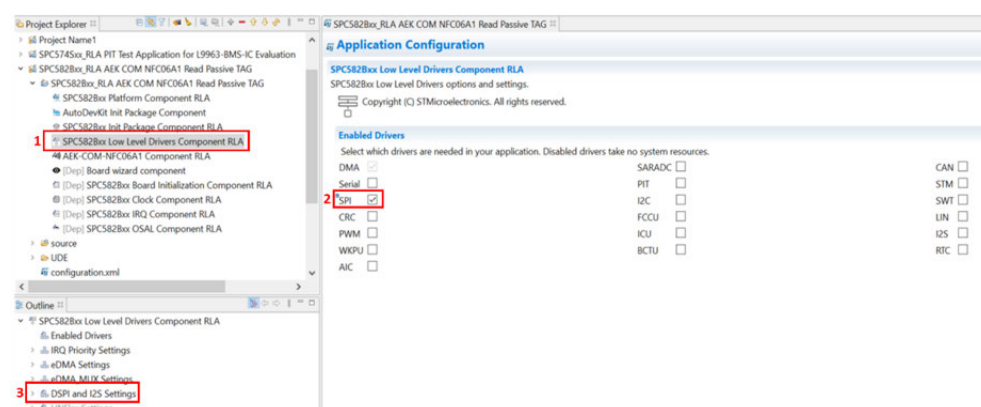 Project Explorer
Project Name1
SPC574Sxx_RLA PIT Test Application for L9963-BMS-IC Evaluation
SPC582Bxx_RLA AEK COM NFC06A1 Read Passive TAG
SPC582Bxx_RLA AEK COM NFC06A1 Read Passive TAG
SPC582Bxx Platform Component RLA
AutoDevKit Init Package Component
SPC582Bxx Init Package Component RLA
1 SPC582Bxx Low Level Drivers Component RLA
AEK-COM-NFC06A1 Component RLA
[Dep] Board wizard component
[Dep] SPC582Bxx Board Initialization Component RLA
[Dep] SPC582Bxx Clock Component RLA
[Dep] SPC582Bxx IRQ Component RLA
[Dep] SPC582Bxx OSAL Component RLA
source
UDE
configuration.xml
Outline
SPC582Bxx Low Level Drivers Component RLA
Enabled Drivers
IRQ Priority Settings
eDMA Settings
eDMA_MUX Settings
3 DSPI and I2S Settings
SPC582Bxx_RLA AEK COM NFC06A1 Read Passive TAG
Application Configuration
SPC582Bxx Low Level Drivers Component RLA
SPC582Bxx Low Level Drivers options and settings.
Copyright (C) STMicroelectronics. All rights reserved.
Enabled Drivers
Select which drivers are needed in your application. Disabled drivers take no system resources.
DMA SARADC CAN
Serial PIT STM
2 SPI I2C SWT
CRC FCCU LIN
PWM ICU I2S
WKPU BCTU RTC
AIC